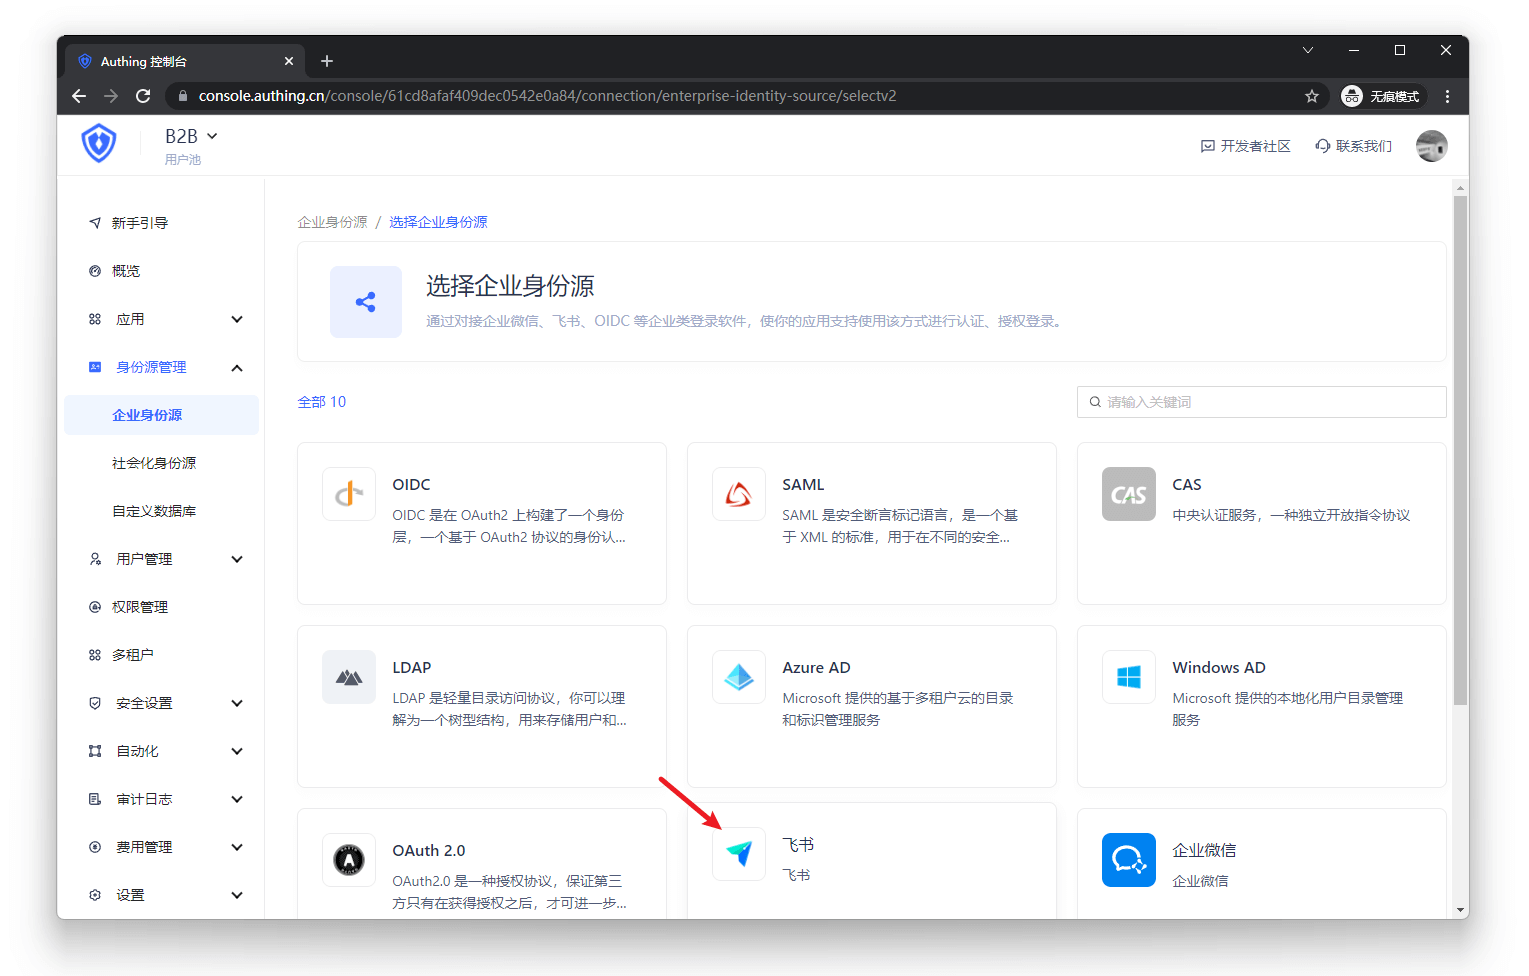 Authing 控制台
console.authing.cn/console/61cd8afaf409dec0542e0a84/connection/enterprise-identity-source/selectv2
无痕模式
B2B
用户池
开发者社区
联系我们
新手引导
概览
应用
身份源管理
企业身份源
社会化身份源
自定义数据库
用户管理
权限管理
多租户
安全设置
自动化
审计日志
费用管理
设置
企业身份源 / 选择企业身份源
选择企业身份源
通过对接企业微信、飞书、OIDC 等企业类登录软件，使你的应用支持使用该方式进行认证、授权登录。
全部 10
请输入关键词
OIDC
OIDC 是在 OAuth2 上构建了一个身份
层，一个基于 OAuth2 协议的身份认...
SAML
SAML 是安全断言标记语言，是一个基
于 XML 的标准，用于在不同的安全...
CAS
CAS
中央认证服务，一种独立开放指令协议
LDAP
LDAP 是轻量目录访问协议，你可以理
解为一个树型结构，用来存储用户和...
Azure AD
Microsoft 提供的基于多租户云的目录
和标识管理服务
Windows AD
Microsoft 提供的本地化用户目录管理
服务
A
OAuth 2.0
OAuth2.0 是一种授权协议，保证第三
方只有在获得授权之后，才可进一步...
飞书
飞书
企业微信
企业微信